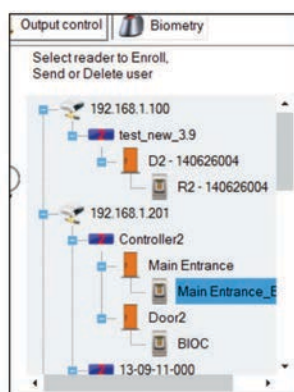 Output control Biometry
Select reader to Enroll,
Send or Delete user
192.168.1.100
test_new_3.9
D2 - 140626004
R2 - 140626004
192.168.1.201
Controller2
Main Entrance
Main Entrance_E
Door2
BIOC
13-09-11-000